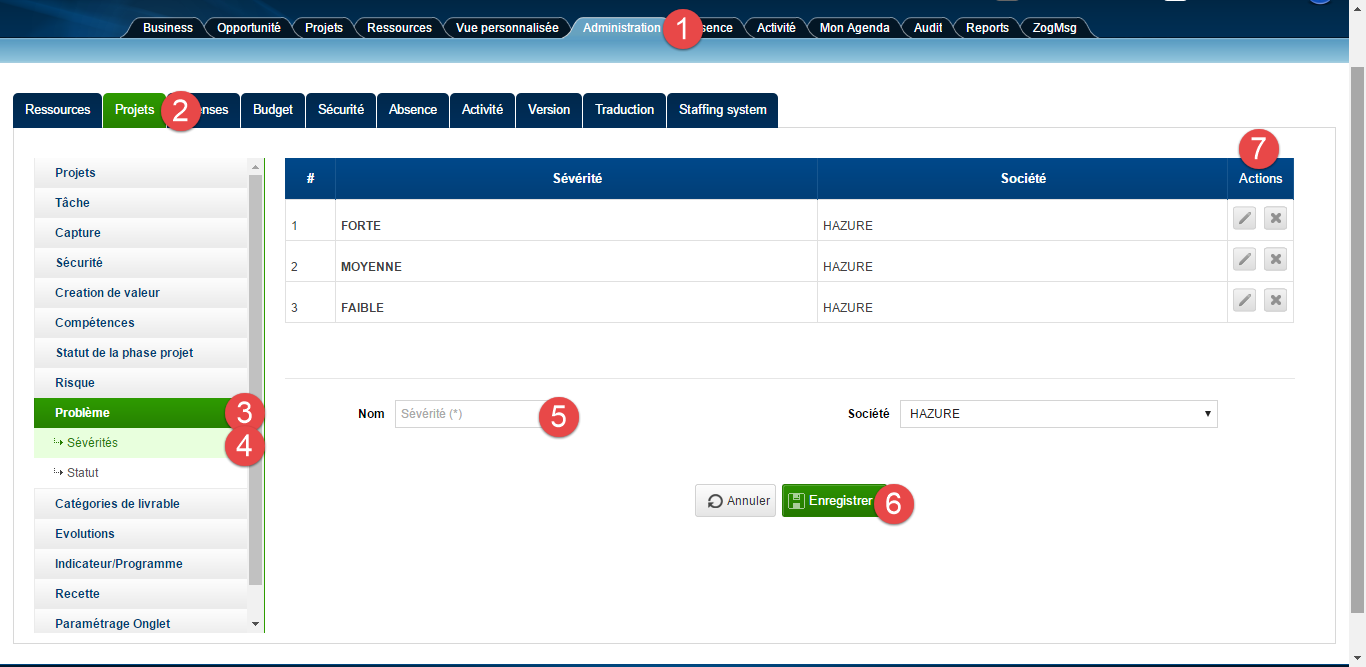 Business Opportunité Projets Ressources Vue personnalisée Administration 1 sence Activité Mon Agenda Audit Reports ZogMsg
Ressources Projets 2 nses Budget Sécurité Absence Activité Version Traduction Staffing system
7
Projets
Tâche
Capture
Sécurité
Creation de valeur
Compétences
Statut de la phase projet
Risque
Problème 3
Sévérités 4
Statut
Catégories de livrable
Evolutions
Indicateur/Programme
Recette
Paramétrage Onglet
# Sévérité Société Actions
1 FORTE HAZURE
2 MOYENNE HAZURE
3 FAIBLE HAZURE
Nom Sévérité (*) 5 Société HAZURE
Annuler Enregistrer 6